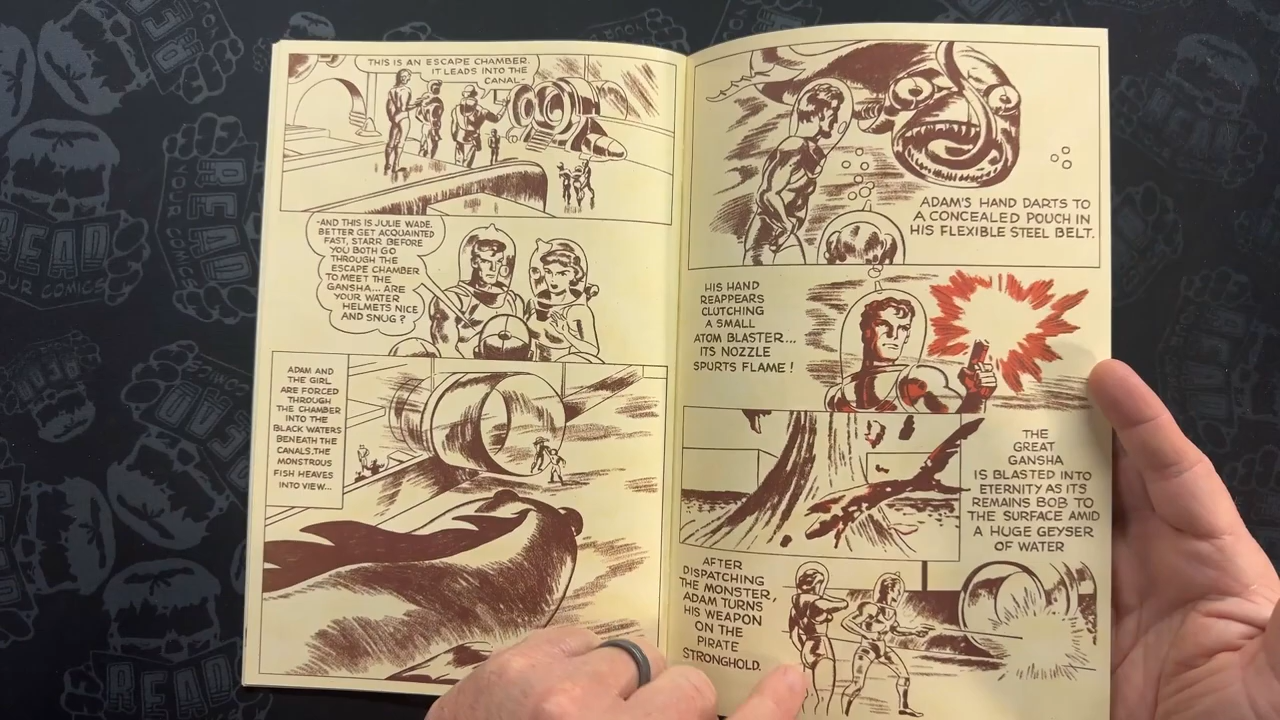 THIS IS AN ESCAPE CHAMBER.
IT LEADS INTO THE
CANAL-
-AND THIS IS JULIE WADE.
BETTER GET ACQUAINTED
FAST, STARR BEFORE
YOU BOTH GO
THROUGH THE
ESCAPE CHAMBER
TO MEET THE
GANSHA... ARE
YOUR WATER
HELMETS NICE
AND SNUG?
ADAM AND
THE GIRL
ARE FORCED
THROUGH
THE CHAMBER
INTO THE
BLACK WATERS
BENEATH THE
CANALS. THE
MONSTROUS
FISH HEAVES
INTO VIEW...
ADAM'S HAND DARTS TO
A CONCEALED POUCH IN
HIS FLEXIBLE STEEL BELT.
HIS HAND
REAPPEARS
CLUTCHING
A SMALL
ATOM BLASTER...
ITS NOZZLE
SPURTS FLAME!
THE
GREAT
GANSHA
IS BLASTED INTO
ETERNITY AS ITS
REMAINS BOB TO
THE SURFACE AMID
A HUGE GEYSER
OF WATER
AFTER
DISPATCHING
THE MONSTER,
ADAM TURNS
HIS WEAPON
ON THE
PIRATE
STRONGHOLD.
READ
YOUR COMICS
READ
OUR COMICS
READ